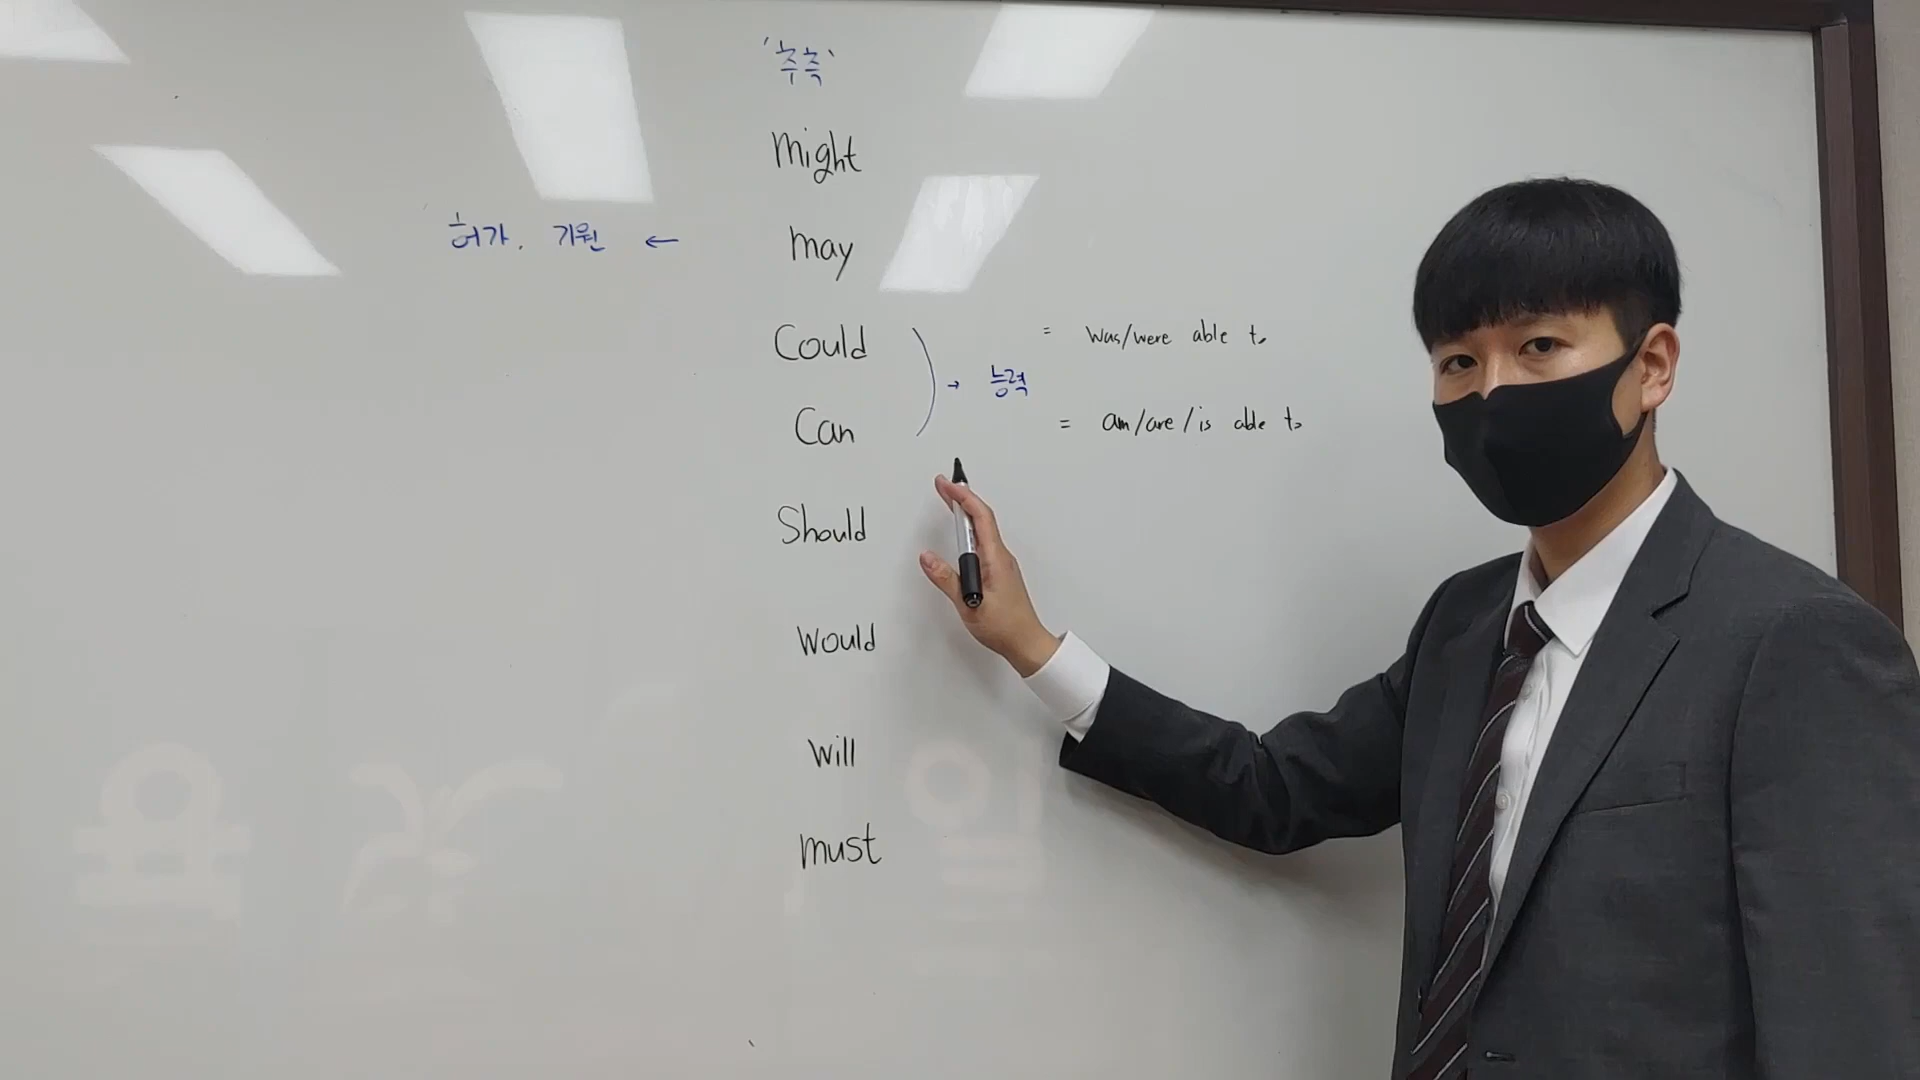 '추측'
Might
허가, 기원 ← may
Could = was/were able to
→ 능력
Can = am/are/is able to
Should
would
will
must